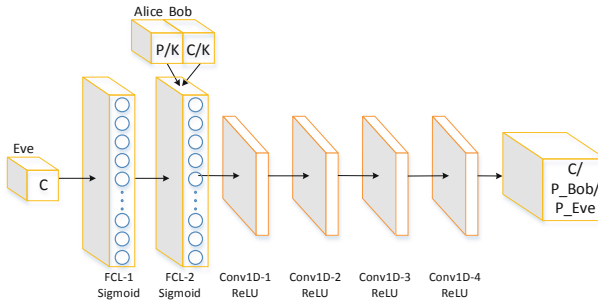 Alice Bob
P/K C/K
Eve
C
C/
P_Bob/
P_Eve
FCL-1 FCL-2 Conv1D-1 Conv1D-2 Conv1D-3 Conv1D-4
Sigmoid Sigmoid ReLU ReLU ReLU ReLU